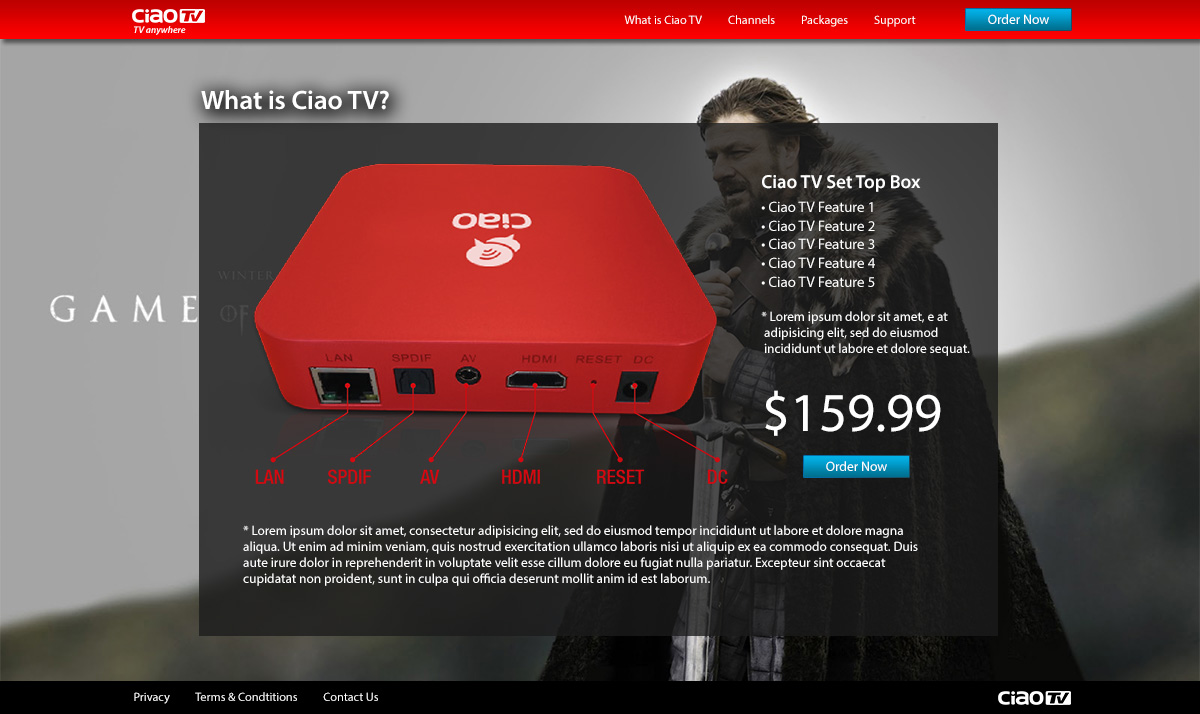 Ciao TV
TV anywhere
What is Ciao TV
Channels
Packages
Support
Order Now
What is Ciao TV?
WINTER
GAME OF
Ciao
LAN
SPDIF
AV
HDMI
RESET
DC
LAN
SPDIF
AV
HDMI
RESET
DC
Ciao TV Set Top Box
• Ciao TV Feature 1
• Ciao TV Feature 2
• Ciao TV Feature 3
• Ciao TV Feature 4
• Ciao TV Feature 5
* Lorem ipsum dolor sit amet, e at
adipisicing elit, sed do eiusmod
incididunt ut labore et dolore sequat.
$159.99
Order Now
* Lorem ipsum dolor sit amet, consectetur adipisicing elit, sed do eiusmod tempor incididunt ut labore et dolore magna
aliqua. Ut enim ad minim veniam, quis nostrud exercitation ullamco laboris nisi ut aliquip ex ea commodo consequat. Duis
aute irure dolor in reprehenderit in voluptate velit esse cillum dolore eu fugiat nulla pariatur. Excepteur sint occaecat
cupidatat non proident, sunt in culpa qui officia deserunt mollit anim id est laborum.
Privacy
Terms & Condtitions
Contact Us
Ciao TV